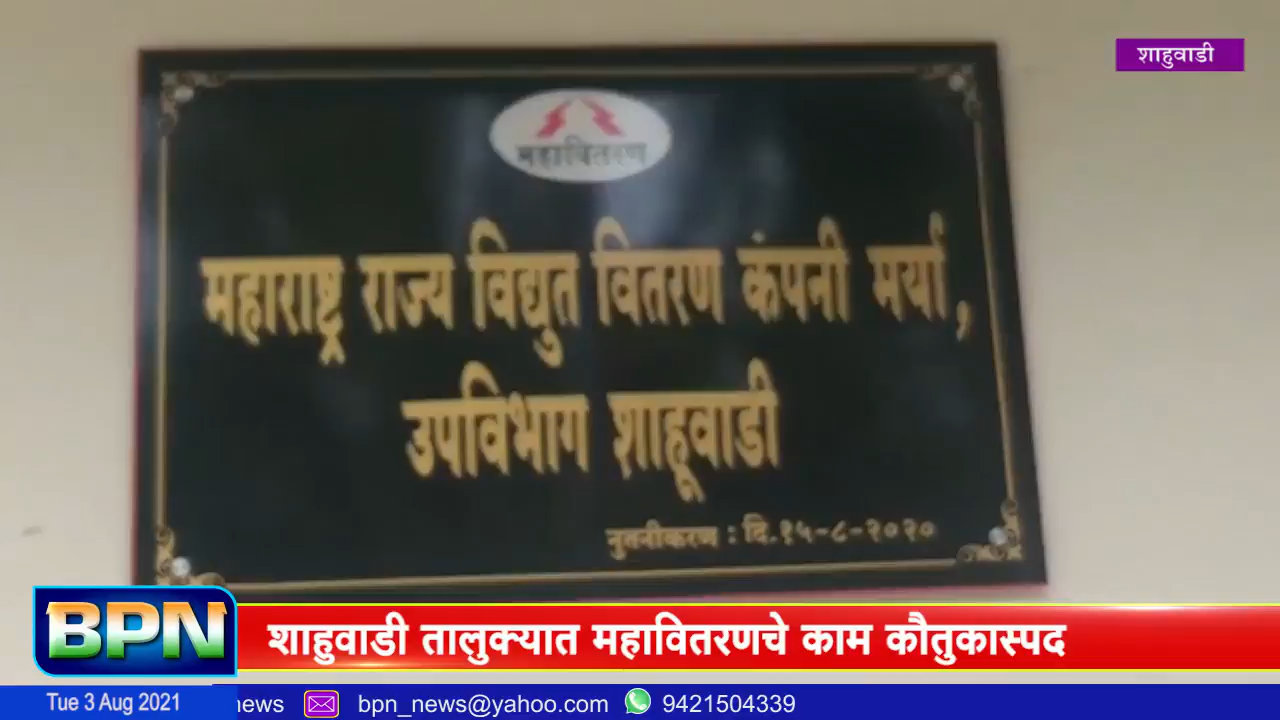 शाहुवाडी
महावितरण
महाराष्ट्र राज्य विद्युत वितरण कंपनी मर्या,
उपविभाग शाहूवाडी
नुतनीकरण : दि.१५-८-२०२०
BPN
शाहुवाडी तालुक्यात महावितरणचे काम कौतुकास्पद
Tue 3 Aug 2021
news bpn_news@yahoo.com 9421504339